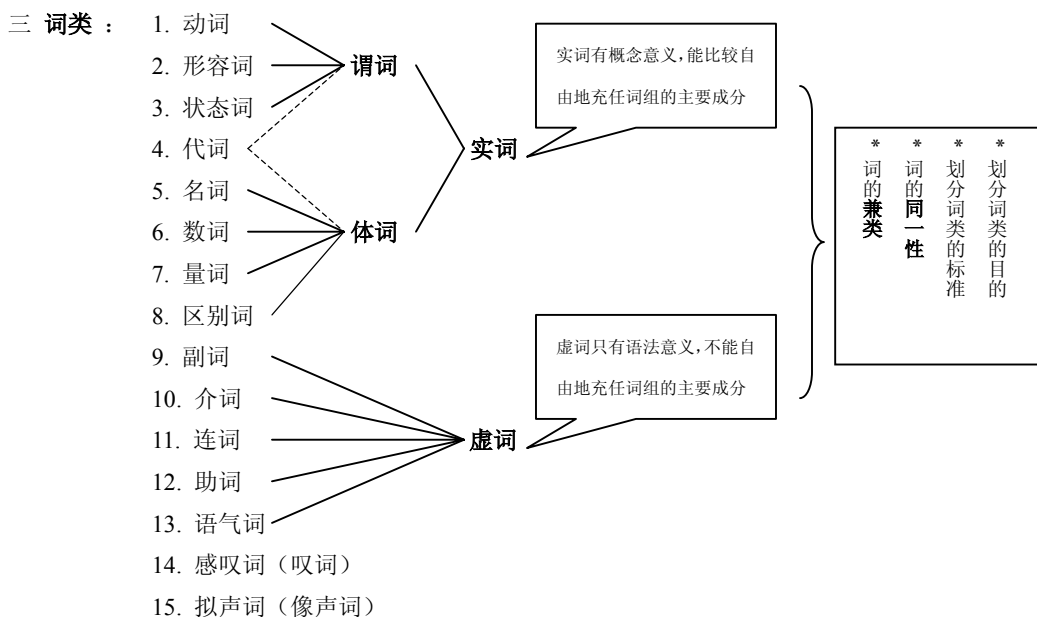 三 词类 ：
1. 动词
2. 形容词
3. 状态词
4. 代词
5. 名词
6. 数词
7. 量词
8. 区别词
9. 副词
10. 介词
11. 连词
12. 助词
13. 语气词
14. 感叹词（叹词）
15. 拟声词（像声词）
谓词
体词
实词
虚词
实词有概念意义，能比较自
由地充任词组的主要成分
虚词只有语法意义，不能自
由地充任词组的主要成分
* 划分词类的目的
* 划分词类的标准
* 词的同一性
* 词的兼类